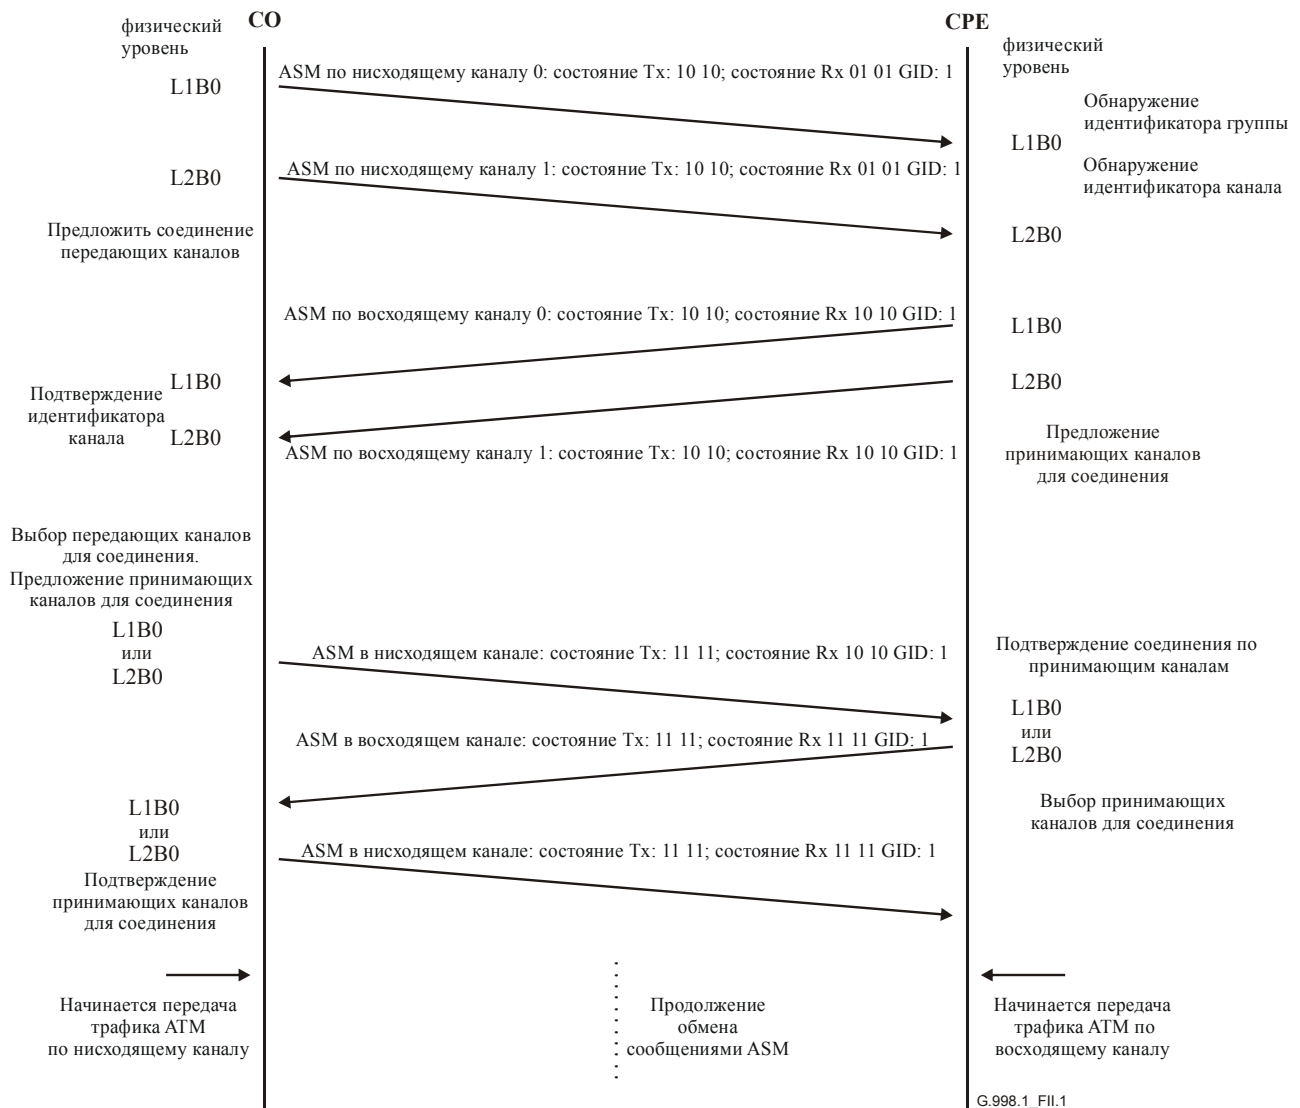 CO
CPE
физический
уровень
физический
уровень
ASM по нисходящему каналу 0: состояние Tx: 10 10; состояние Rx 01 01 GID: 1
L1B0
Обнаружение
идентификатора группы
L1B0
ASM по нисходящему каналу 1: состояние Tx: 10 10; состояние Rx 01 01 GID: 1
L2B0
Обнаружение
идентификатора канала
Предложить соединение
передающих каналов
L2B0
ASM по восходящему каналу 0: состояние Tx: 10 10; состояние Rx 10 10 GID: 1
L1B0
L1B0
L2B0
Подтверждение
идентификатора
канала
L2B0
ASM по восходящему каналу 1: состояние Tx: 10 10; состояние Rx 10 10 GID: 1
Предложение
принимающих каналов
для соединения
Выбор передающих каналов
для соединения.
Предложение принимающих
каналов для соединения
L1B0
или
L2B0
ASM в нисходящем канале: состояние Tx: 11 11; состояние Rx 10 10 GID: 1
Подтверждение соединения по
принимающим каналам
L1B0
или
L2B0
ASM в восходящем канале: состояние Tx: 11 11; состояние Rx 11 11 GID: 1
L1B0
или
L2B0
Выбор принимающих
каналов для соединения
ASM в нисходящем канале: состояние Tx: 11 11; состояние Rx 11 11 GID: 1
Подтверждение
принимающих каналов
для соединения
Начинается передача
трафика ATM
по нисходящему каналу
Продолжение
обмена
сообщениями ASM
Начинается передача
трафика ATM по
восходящему каналу
G.998.1_FII.1